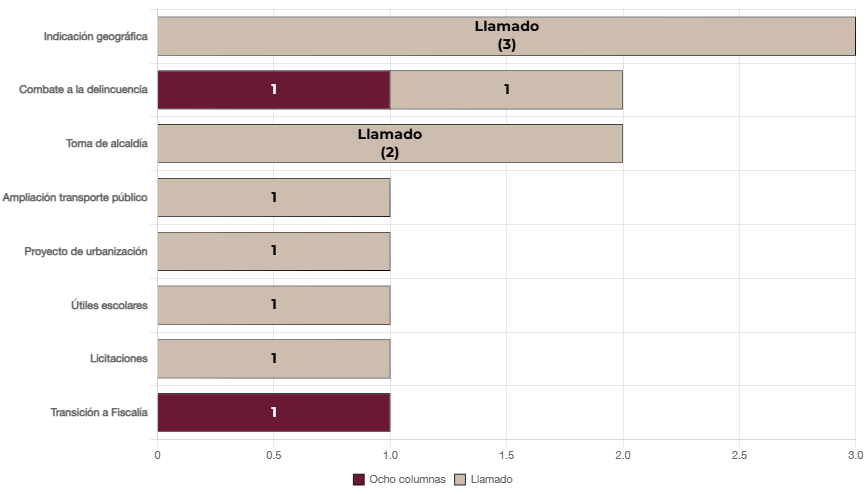 Indicación geográfica
Llamado
(3)
Combate a la delincuencia
1
1
Toma de alcaldía
Llamado
(2)
Ampliación transporte público
1
Proyecto de urbanización
1
Útiles escolares
1
Licitaciones
1
Transición a Fiscalía
1
0 0.5 1.0 1.5 2.0 2.5 3.0
Ocho columnas Llamado